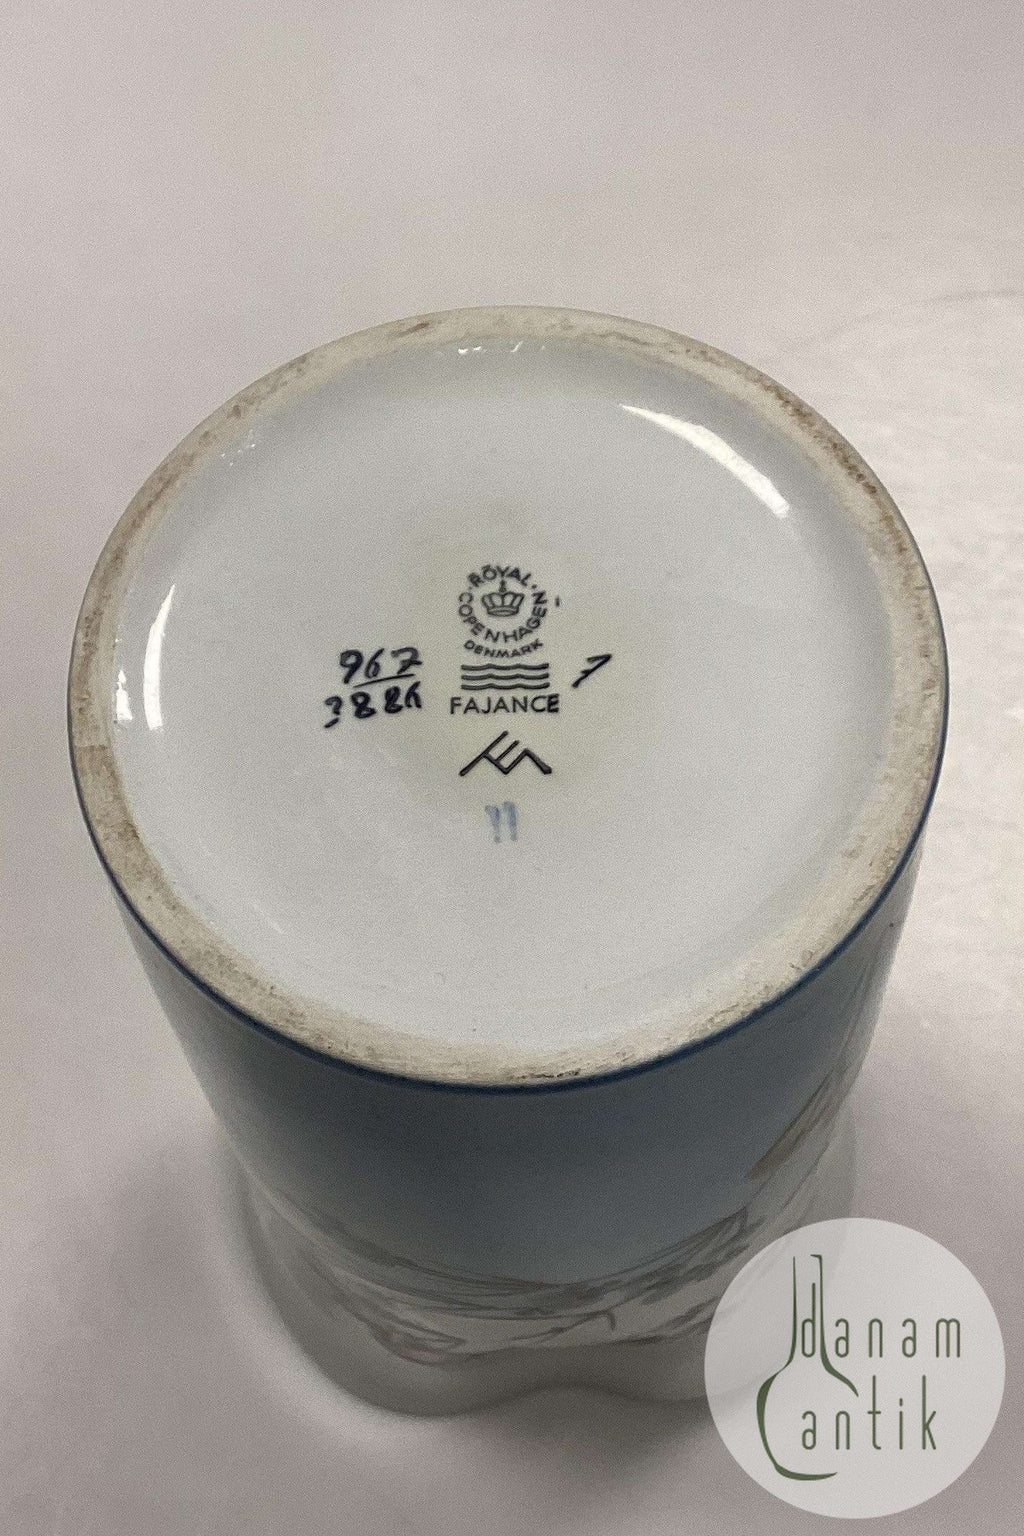 ROYAL COPENHAGEN
DENMARK
967
3886
7
FAJANCE
danam
antik